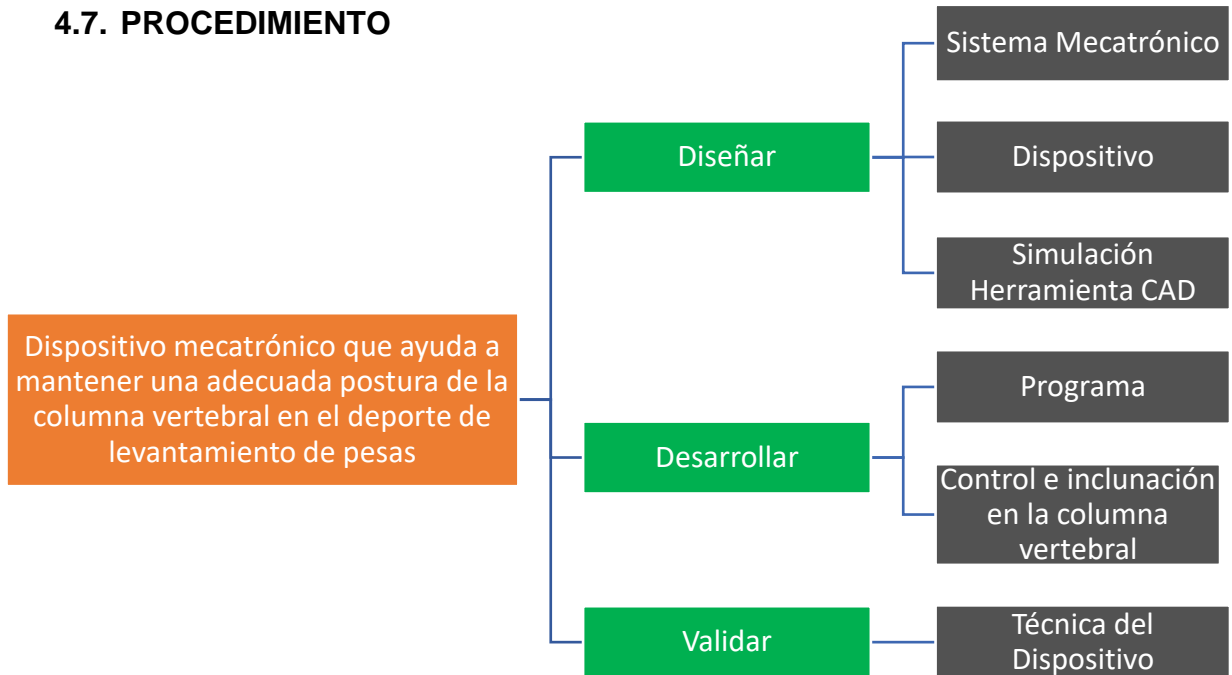 4.7. PROCEDIMIENTO
Dispositivo mecatrónico que ayuda a
mantener una adecuada postura de la
columna vertebral en el deporte de
levantamiento de pesas
Diseñar
Sistema Mecatrónico
Dispositivo
Simulación
Herramienta CAD
Desarrollar
Programa
Control e inclunación
en la columna
vertebral
Validar
Técnica del
Dispositivo